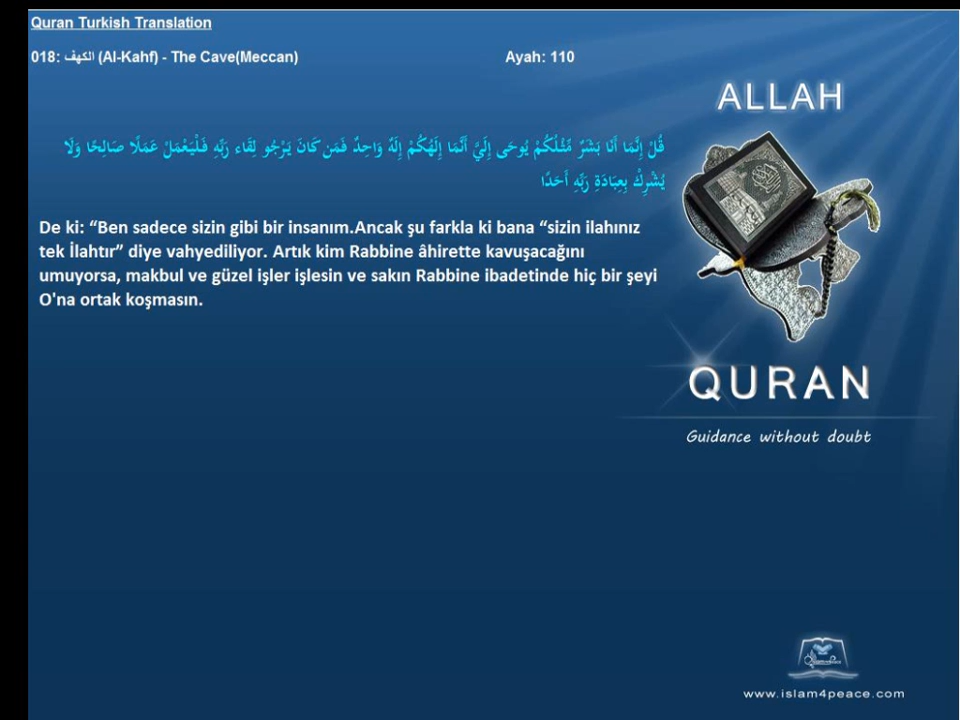 Quran Turkish Translation
018: الكهف (Al-Kahf) - The Cave(Meccan) Ayah: 110
ALLAH
قُلْ إِنَّمَا أَنَا بَشَرٌ مِّثْلُكُمْ يُوحَى إِلَيَّ أَنَّمَا إِلَهُكُمْ إِلَهٌ وَاحِدٌ فَمَن كَانَ يَرْجُو لِقَاء رَبِّهِ فَلْيَعْمَلْ عَمَلًا صَالِحًا وَلَا
يُشْرِكْ بِعِبَادَةِ رَبِّهِ أَحَدًا
De ki: “Ben sadece sizin gibi bir insanım.Ancak şu farkla ki bana “sizin ilahınız
tek İlahtır” diye vahyediliyor. Artık kim Rabbine âhirette kavuşacağını
umuyorsa, makbul ve güzel işler işlesin ve sakın Rabbine ibadetinde hiç bir şeyi
O'na ortak koşmasın.
QURAN
Guidance without doubt
www.islam4peace.com